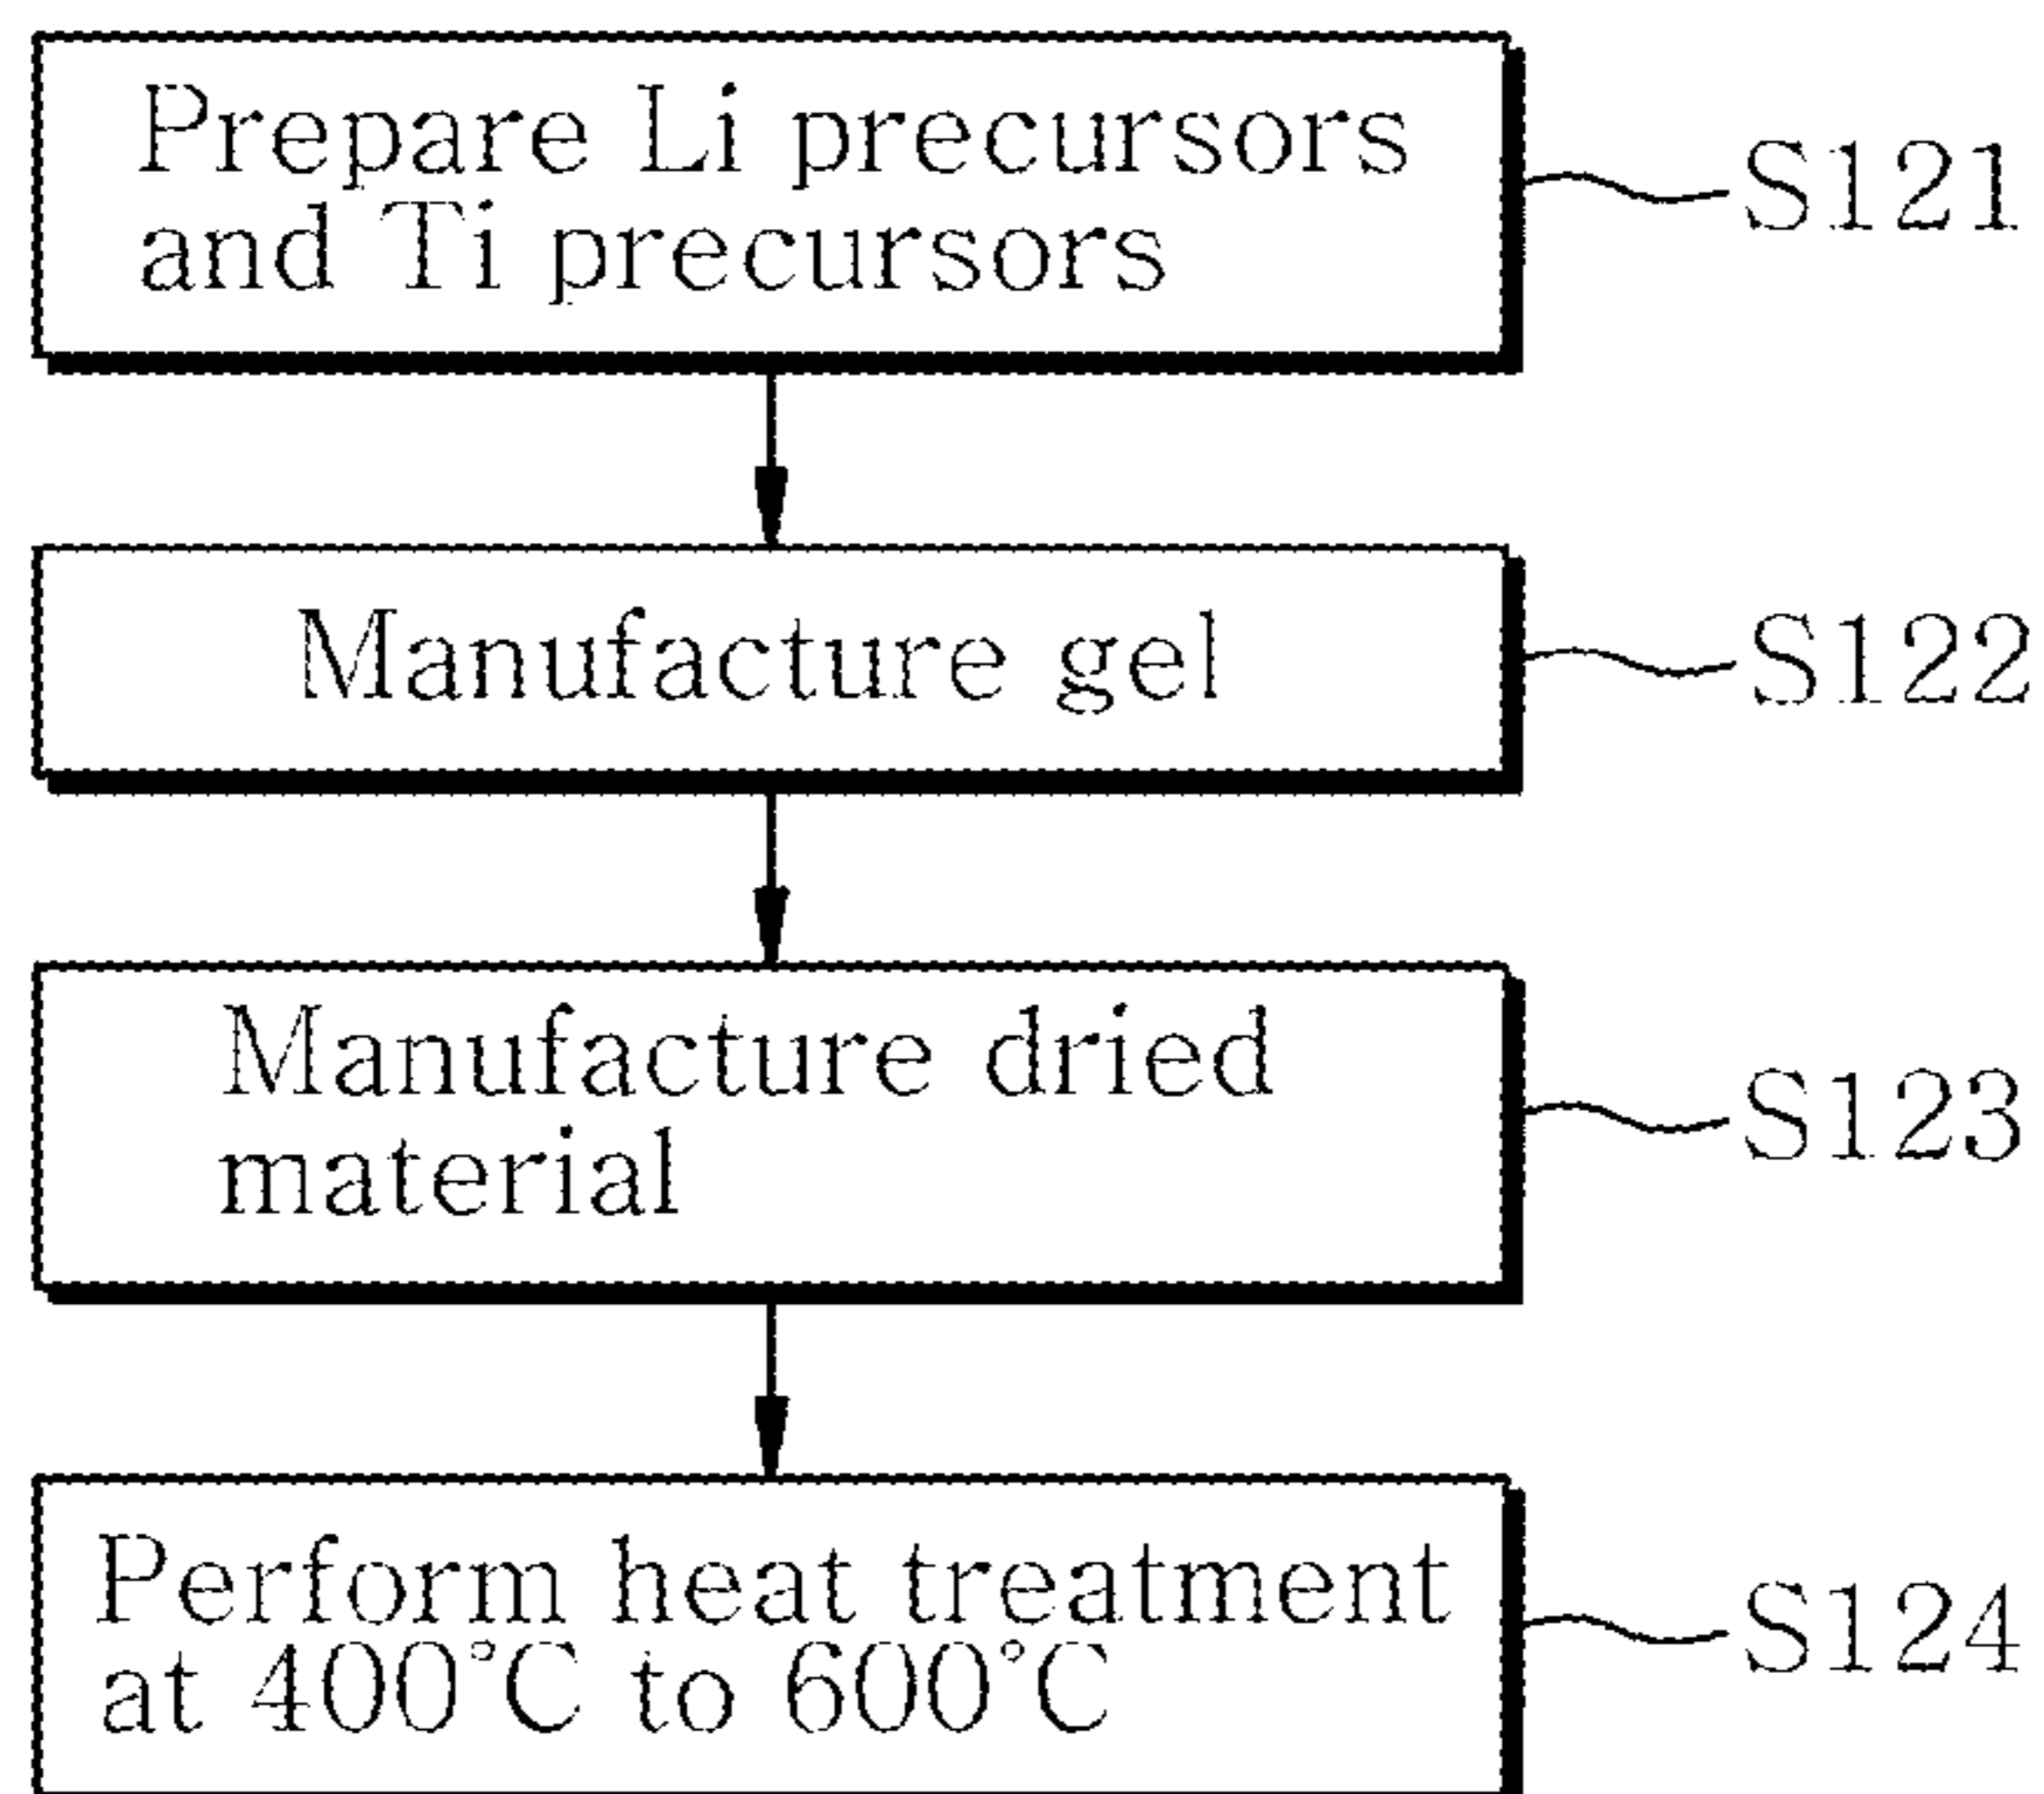 Prepare Li precursors
and Ti precursors
S121
Manufacture gel
S122
Manufacture dried
material
S123
Perform heat treatment
at 400°C to 600°C
S124